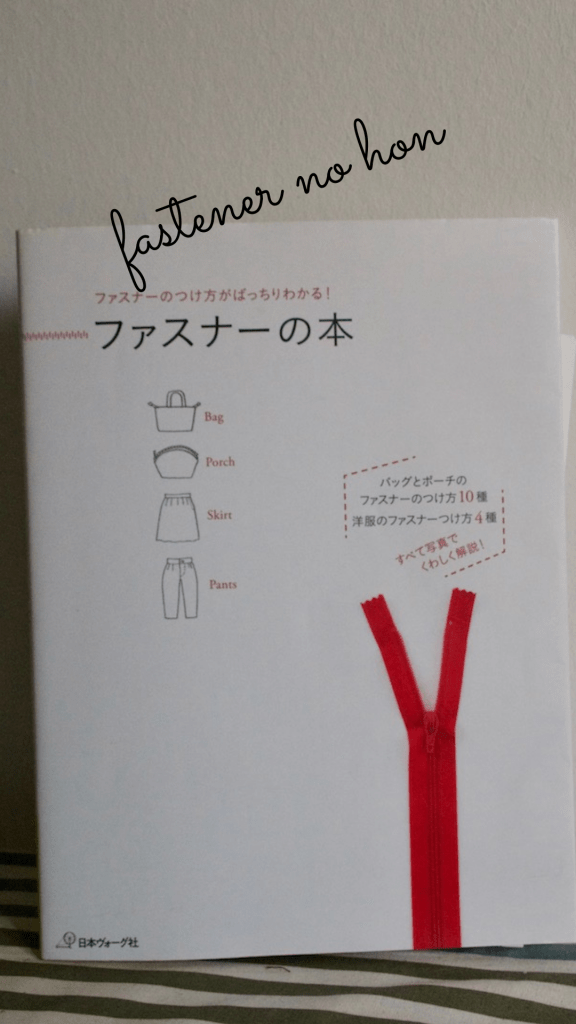 fastener no hon
ファスナーのつけ方がばっちりわかる!
ファスナーの本
Bag
Porch
Skirt
Pants
バッグとポーチの
ファスナーのつけ方10種
洋服のファスナーつけ方4種
すべて写真で
くわしく解説!
日本ヴォーグ社